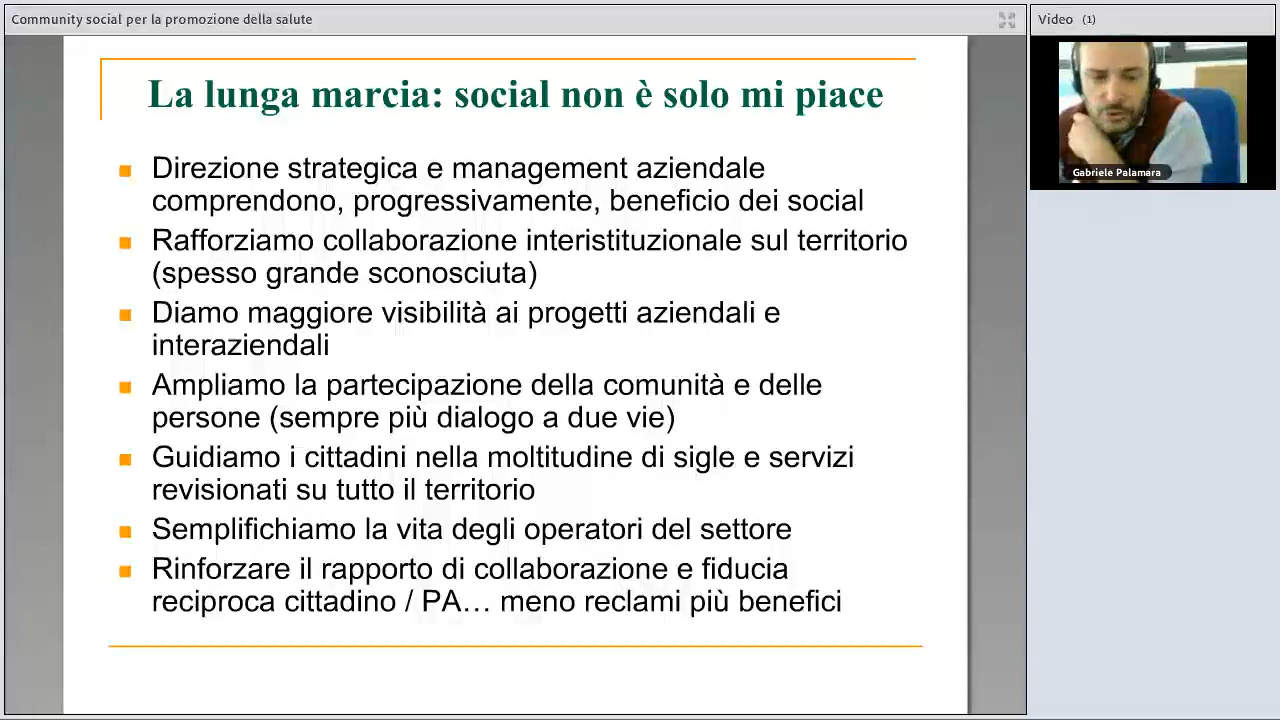 Community social per la promozione della salute
Video (1)
La lunga marcia: social non è solo mi piace
Direzione strategica e management aziendale
comprendono, progressivamente, beneficio dei social
Rafforziamo collaborazione interistituzionale sul territorio
(spesso grande sconosciuta)
Diamo maggiore visibilità ai progetti aziendali e
interaziendali
Ampliamo la partecipazione della comunità e delle
persone (sempre più dialogo a due vie)
Guidiamo i cittadini nella moltitudine di sigle e servizi
revisionati su tutto il territorio
Semplifichiamo la vita degli operatori del settore
Rinforzare il rapporto di collaborazione e fiducia
reciproca cittadino / PA… meno reclami più benefici
Gabriele Palamara